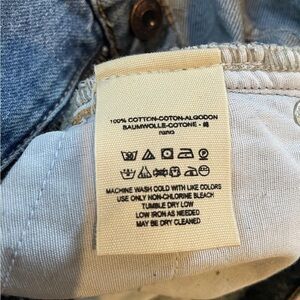 100% COTTON-COTON-ALGODON
BAUMWOLLE-COTONE-綿
MACHINE WASH COLD WITH LIKE COLORS
USE ONLY NON-CHLORINE BLEACH
TUMBLE DRY LOW
LOW IRON AS NEEDED
MAY BE DRY CLEANED